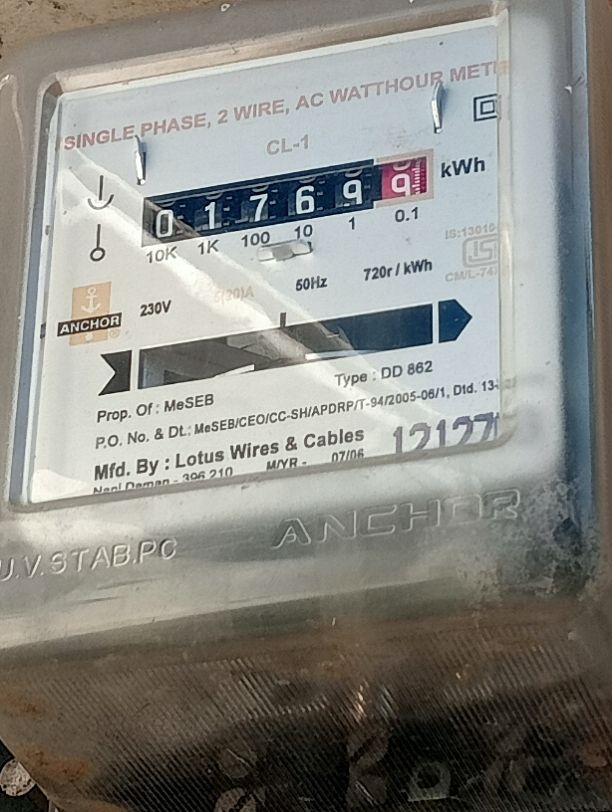 SINGLE PHASE, 2 WIRE, AC WATTHOUR
CL-1
0 1 7 6 9 9 kWh
10K 1K 100 10 1 0.1
ANCHOR 230V 50Hz 720r / kWh
Type : DD 862
Prop. Of : MeSEB
P.O. No. & Dt.: MeSEB/CEO/CC-SH/APDRP/T-94/2005-06/1, Dtd.
Mfd. By : Lotus Wires & Cables
Nani Daman - 396 210 M/YR - 07/06
U.V. STAB.PC ANCHOR